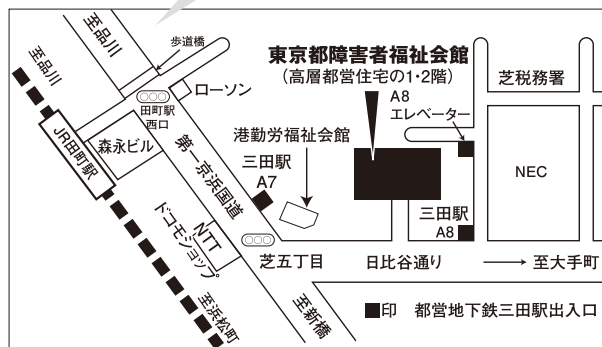 至品川
至品川
歩道橋
東京都障害者福祉会館
(高層都営住宅の1・2階)
芝税務署
ローソン
田町駅
西口
A8
エレベーター
JR田町駅
森永ビル
第一京浜国道
港勤労福祉会館
三田駅
A7
NEC
三田駅
A8
NTT
ドコモショップ
芝五丁目
日比谷通り
至大手町
至浜松町
至新橋
■印 都営地下鉄三田駅出入口